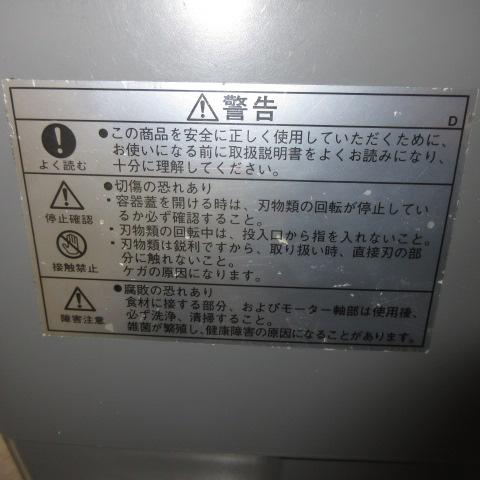 警告
D
よく読む
●この商品を安全に正しく使用していただくために、
お使いになる前に取扱説明書をよくお読みになり、
十分に理解してください。
停止確認
接触禁止
●切傷の恐れあり
・容器蓋を開ける時は、刃物類の回転が停止してい
るか必ず確認すること。
・刃物類の回転中は、投入口から指を入れないこと。
・刃物類は鋭利ですから、取り扱い時、直接刃の部
分に触れないこと。
ケガの原因になります。
障害注意
●腐敗の恐れあり
食材に接する部分、およびモーター軸部は使用後、
必ず洗浄、清掃すること。
雑菌が繁殖し、健康障害の原因になることがあります。